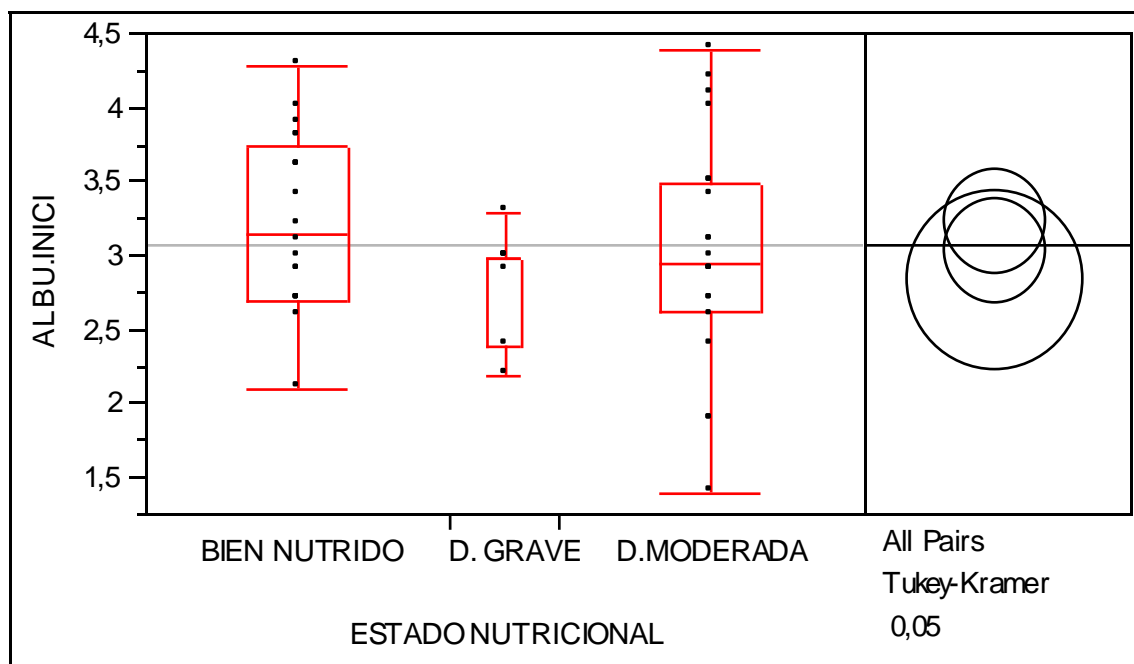 4,5
4
3,5
3
2,5
2
1,5
ALBU.INICI
BIEN NUTRIDO
D. GRAVE
D.MODERADA
ESTADO NUTRICIONAL
All Pairs
Tukey-Kramer
0,05